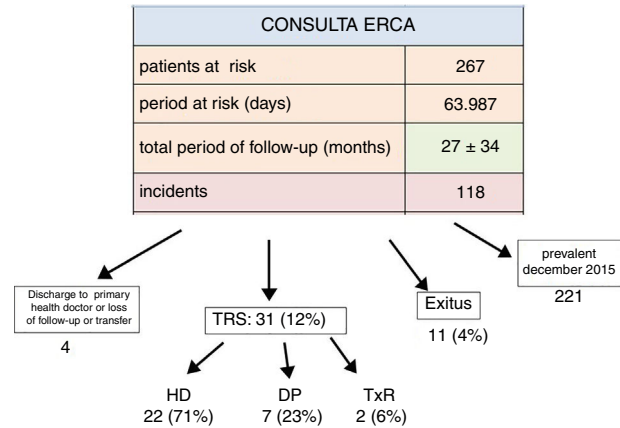 CONSULTA ERCA
patients at risk 267
period at risk (days) 63.987
total period of follow-up (months) 27 ± 34
incidents 118
Discharge to primary
health doctor or loss
of follow-up or transfer
4
TRS: 31 (12%)
Exitus
11 (4%)
prevalent
december 2015
221
HD
22 (71%)
DP
7 (23%)
TxR
2 (6%)